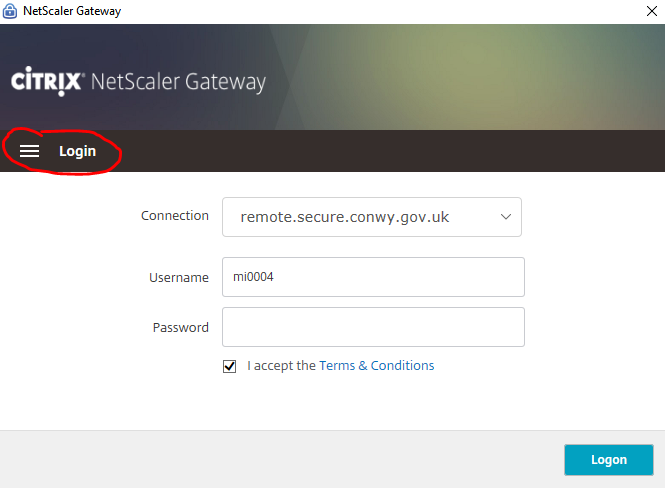 NetScaler Gateway
CITRIX® NetScaler Gateway
Login
Connection remote.secure.conwy.gov.uk
Username mi0004
Password
I accept the Terms & Conditions
Logon